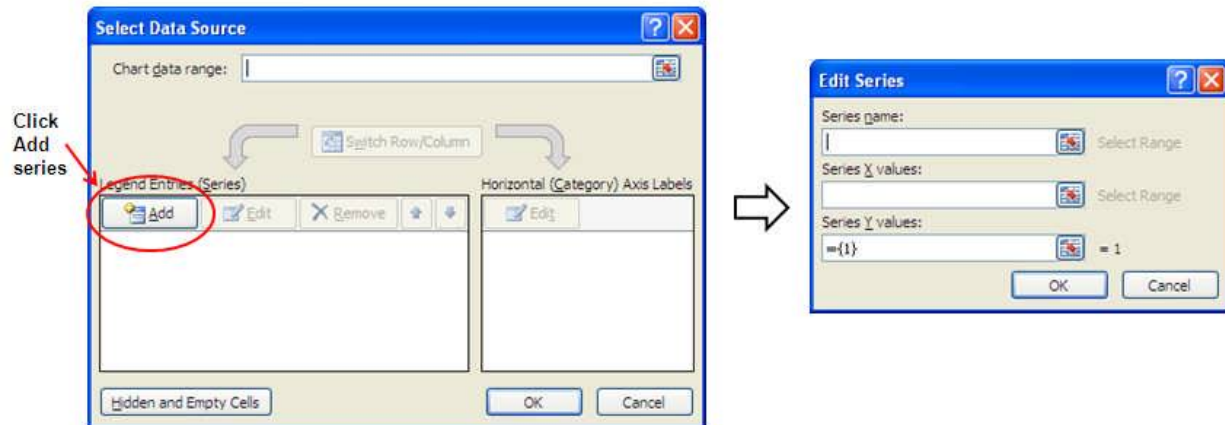 Select Data Source
Chart data range:
Switch Row/Column
Click
Add
series
Legend Entries (Series)
Horizontal (Category) Axis Labels
Add
Edit
Remove
Edit
Hidden and Empty Cells
OK
Cancel
Edit Series
Series name:
Select Range
Series X values:
Select Range
Series Y values:
={1}
= 1
OK
Cancel